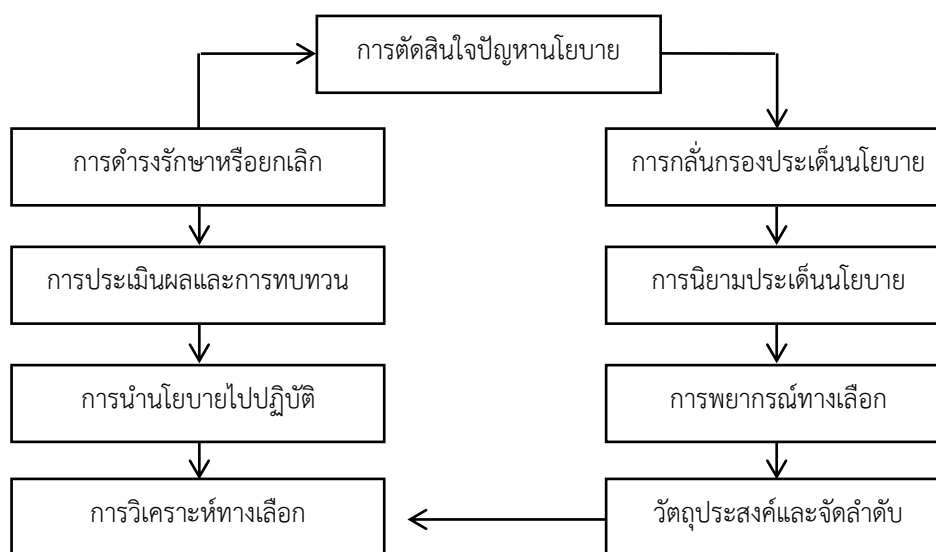 การตัดสินใจปัญหานโยบาย
การดำรงรักษาหรือยกเลิก
การกลั่นกรองประเด็นนโยบาย
การประเมินผลและการทบทวน
การนิยามประเด็นนโยบาย
การนำนโยบายไปปฏิบัติ
การพยากรณ์ทางเลือก
การวิเคราะห์ทางเลือก
วัตถุประสงค์และจัดลำดับ